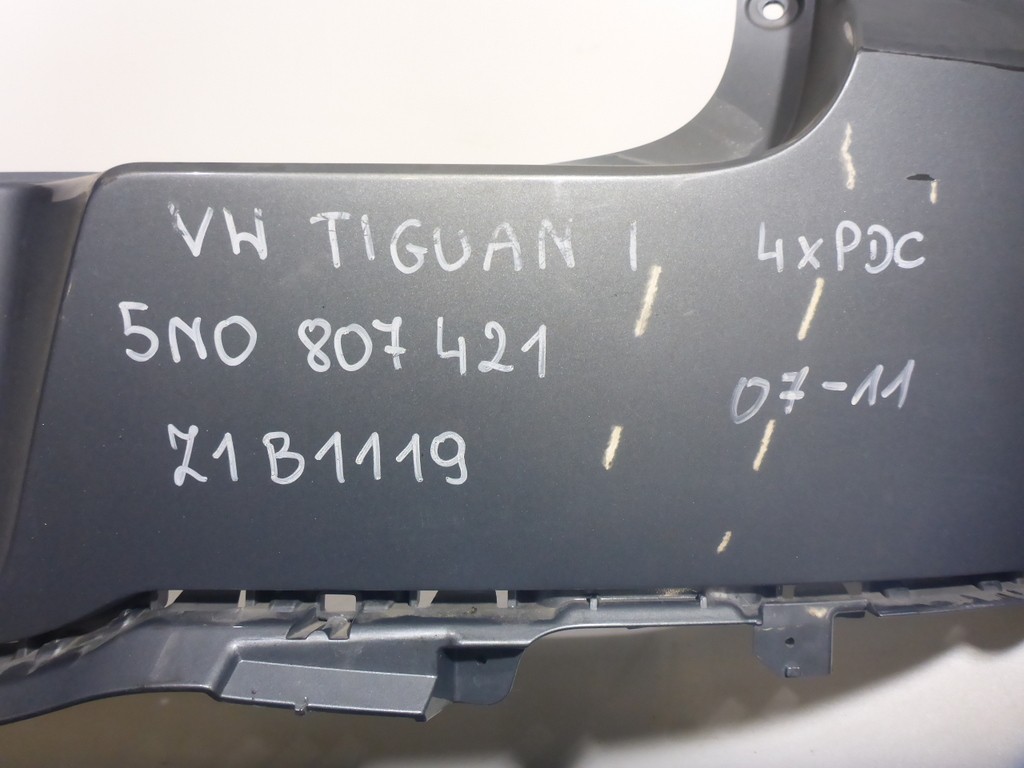 VW TIGUAN I 4xPDC
5N0 807 421
07-11
Z1B1119